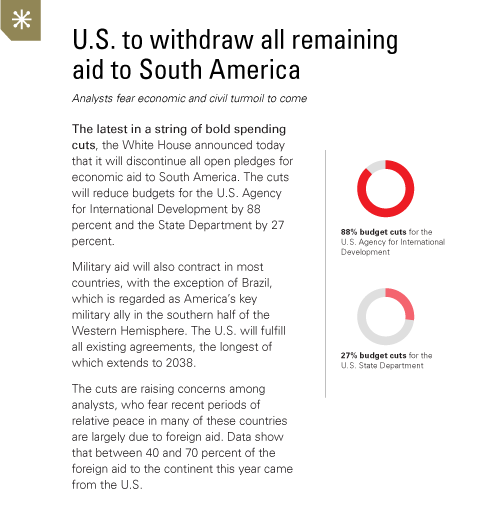 U.S. to withdraw all remaining
aid to South America
Analysts fear economic and civil turmoil to come
The latest in a string of bold spending
cuts, the White House announced today
that it will discontinue all open pledges for
economic aid to South America. The cuts
will reduce budgets for the U.S. Agency
for International Development by 88
percent and the State Department by 27
percent.
Military aid will also contract in most
countries, with the exception of Brazil,
which is regarded as America’s key
military ally in the southern half of the
Western Hemisphere. The U.S. will fulfill
all existing agreements, the longest of
which extends to 2038.
The cuts are raising concerns among
analysts, who fear recent periods of
relative peace in many of these countries
are largely due to foreign aid. Data show
that between 40 and 70 percent of the
foreign aid to the continent this year came
from the U.S.
88% budget cuts for the
U.S. Agency for International
Development
27% budget cuts for the
U.S. State Department